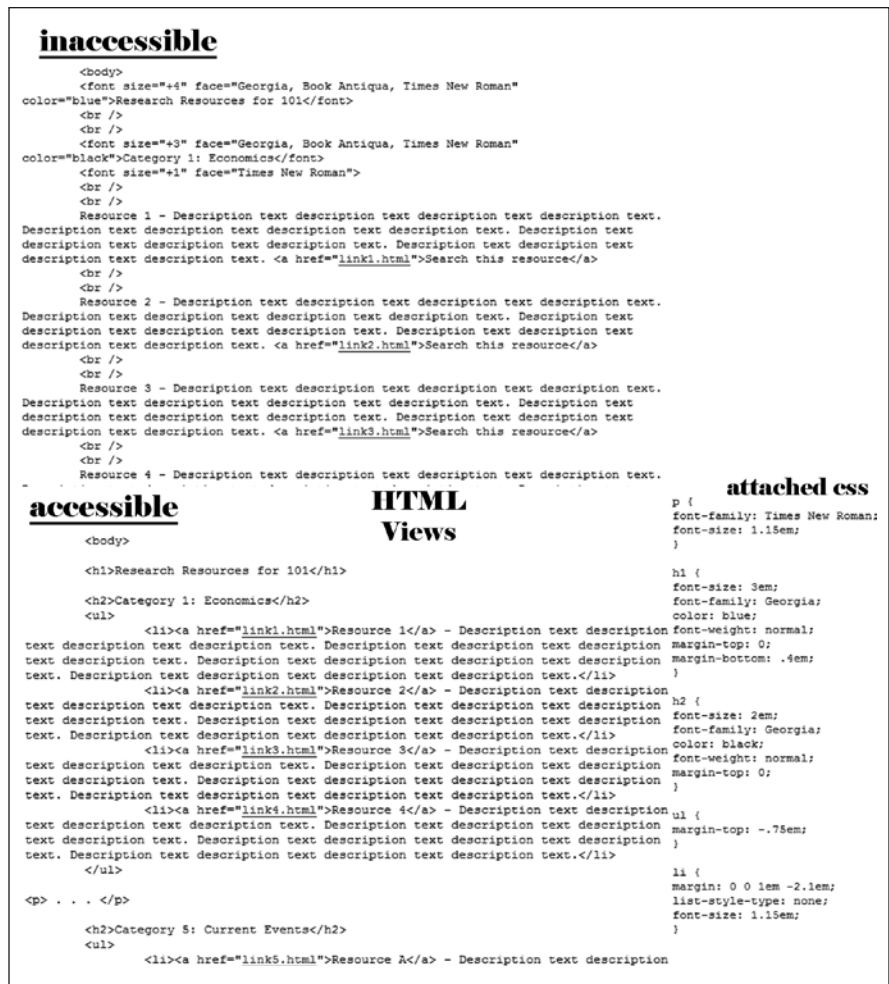 inaccessible
<body>
<font size="+4" face="Georgia, Book Antiqua, Times New Roman"
color="blue">Research Resources for 101</font>
<br />
<br />
<font size="+3" face="Georgia, Book Antiqua, Times New Roman"
color="black">Category 1: Economics</font>
<font size="+1" face="Times New Roman">
<br />
<br />
Resource 1 - Description text description text description text description text.
Description text description text description text description text. Description text
description text description text description text. Description text description text
description text description text. <a href="link1.html">Search this resource</a>
<br />
<br />
Resource 2 - Description text description text description text description text.
Description text description text description text description text. Description text
description text description text description text. Description text description text
description text description text. <a href="link2.html">Search this resource</a>
<br />
<br />
Resource 3 - Description text description text description text description text.
Description text description text description text description text. Description text
description text description text description text. Description text description text
description text description text. <a href="link3.html">Search this resource</a>
<br />
<br />
Resource 4 - Description text description text description text description text.
accessible
HTML
Views
<body>
<h1>Research Resources for 101</h1>
<h2>Category 1: Economics</h2>
<ul>
<li><a href="link1.html">Resource 1</a> - Description text description
text description text description text. Description text description text description
text description text. Description text description text description text description
text. Description text description text description text description text.</li>
<li><a href="link2.html">Resource 2</a> - Description text description
text description text description text. Description text description text description
text description text. Description text description text description text description
text. Description text description text description text description text.</li>
<li><a href="link3.html">Resource 3</a> - Description text description
text description text description text. Description text description text description
text description text. Description text description text description text description
text. Description text description text description text description text.</li>
<li><a href="link4.html">Resource 4</a> - Description text description
text description text description text. Description text description text description
text description text. Description text description text description text description
text. Description text description text description text description text.</li>
</ul>
<p> . . . </p>
<h2>Category 5: Current Events</h2>
<ul>
<li><a href="link5.html">Resource A</a> - Description text description
attached css
p {
font-family: Times New Roman;
font-size: 1.15em;
}
h1 {
font-size: 3em;
font-family: Georgia;
color: blue;
font-weight: normal;
margin-top: 0;
margin-bottom: .4em;
}
h2 {
font-size: 2em;
font-family: Georgia;
color: black;
font-weight: normal;
margin-top: 0;
}
ul {
margin-top: -.75em;
}
li {
margin: 0 0 1em -2.1em;
list-style-type: none;
font-size: 1.15em;
}